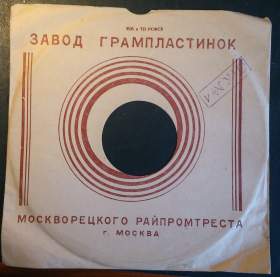 ЗАВОД ГРАМПЛАСТИНОК
МОСКВОРЕЦКОГО РАЙПРОМТРЕСТА
г. МОСКВА